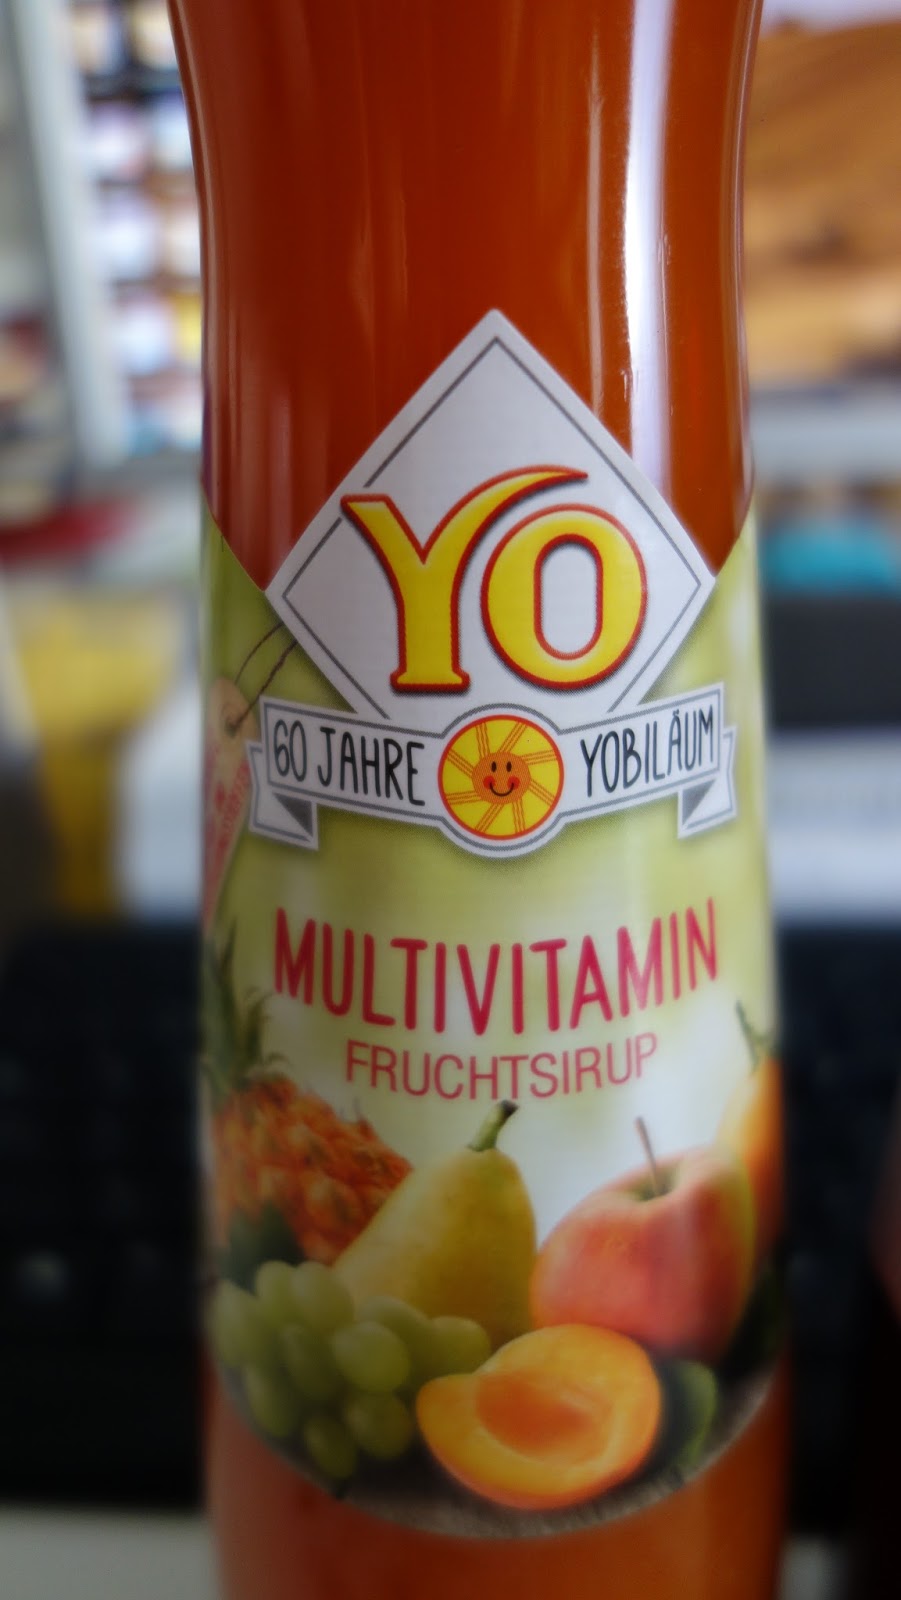 YO
60 JAHRE YOBILÄUM
MULTIVITAMIN
FRUCHTSIRUP